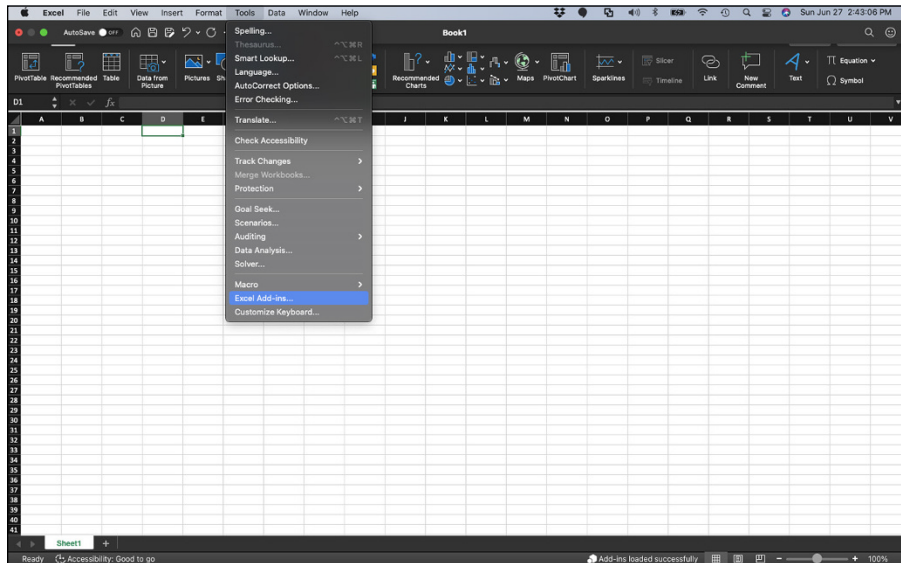 Excel File Edit View Insert Format Tools Data Window Help Sun Jun 27 2:43:06 PM
AutoSave OFF Book1
PivotTable Recommended PivotTables Table Data from Picture Pictures Recommended Charts Maps PivotChart Sparklines Slicer Timeline Link New Comment Text Equation Symbol
D1 fx
A B C D E J K L M N O P Q R S T U V
Spelling...
Thesaurus... ^⌥⌘R
Smart Lookup... ^⌥⌘L
Language...
AutoCorrect Options...
Error Checking...
Translate... ^⌥⌘T
Check Accessibility
Track Changes
Merge Workbooks...
Protection
Goal Seek...
Scenarios...
Auditing
Data Analysis...
Solver...
Macro
Excel Add-ins...
Customize Keyboard...
1
2
3
4
5
6
7
8
9
10
11
12
13
14
15
16
17
18
19
20
21
22
23
24
25
26
27
28
29
30
31
32
33
34
35
36
37
38
39
40
41
Sheet1 +
Ready Accessibility: Good to go Add-ins loaded successfully 100%